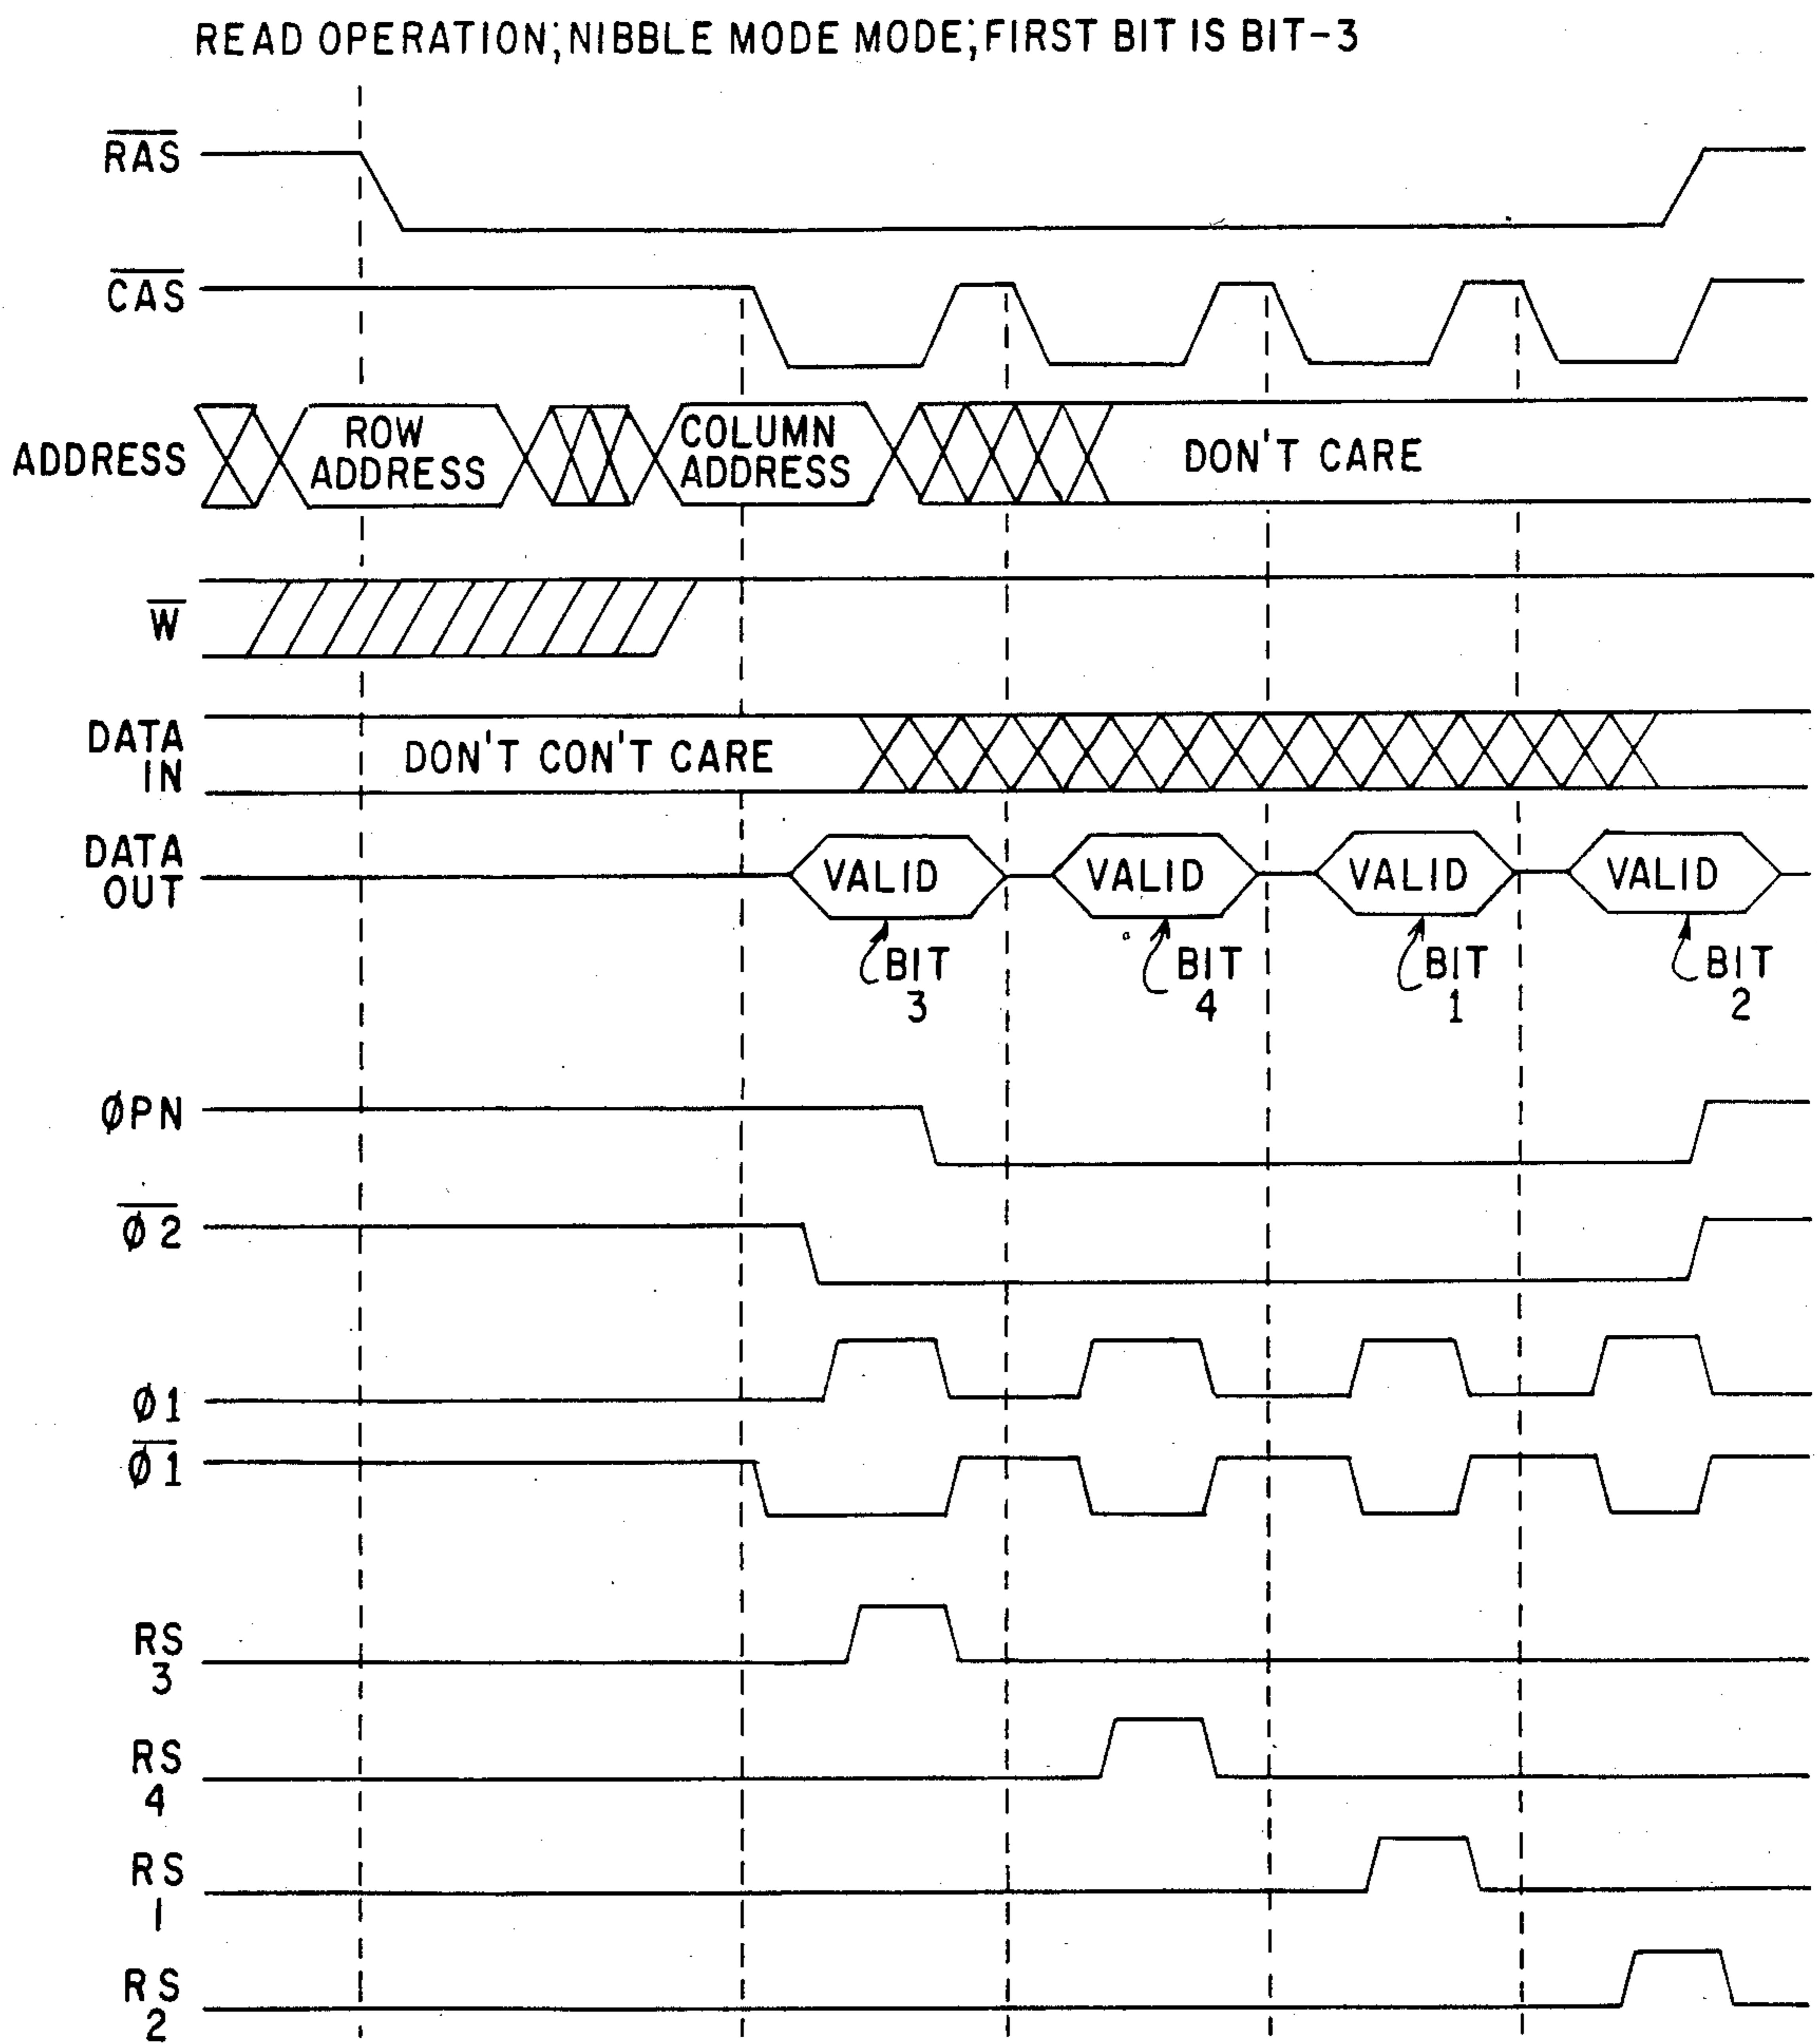 READ OPERATION; NIBBLE MODE MODE; FIRST BIT IS BIT-3
RAS
CAS
ADDRESS
ROW
ADDRESS
COLUMN
ADDRESS
DON'T CARE
W
DATA
IN
DON'T CON'T CARE
DATA
OUT
VALID
VALID
VALID
VALID
BIT
3
BIT
4
BIT
1
BIT
2
ØPN
Ø2
Ø1
Ø1
RS
3
RS
4
RS
1
RS
2